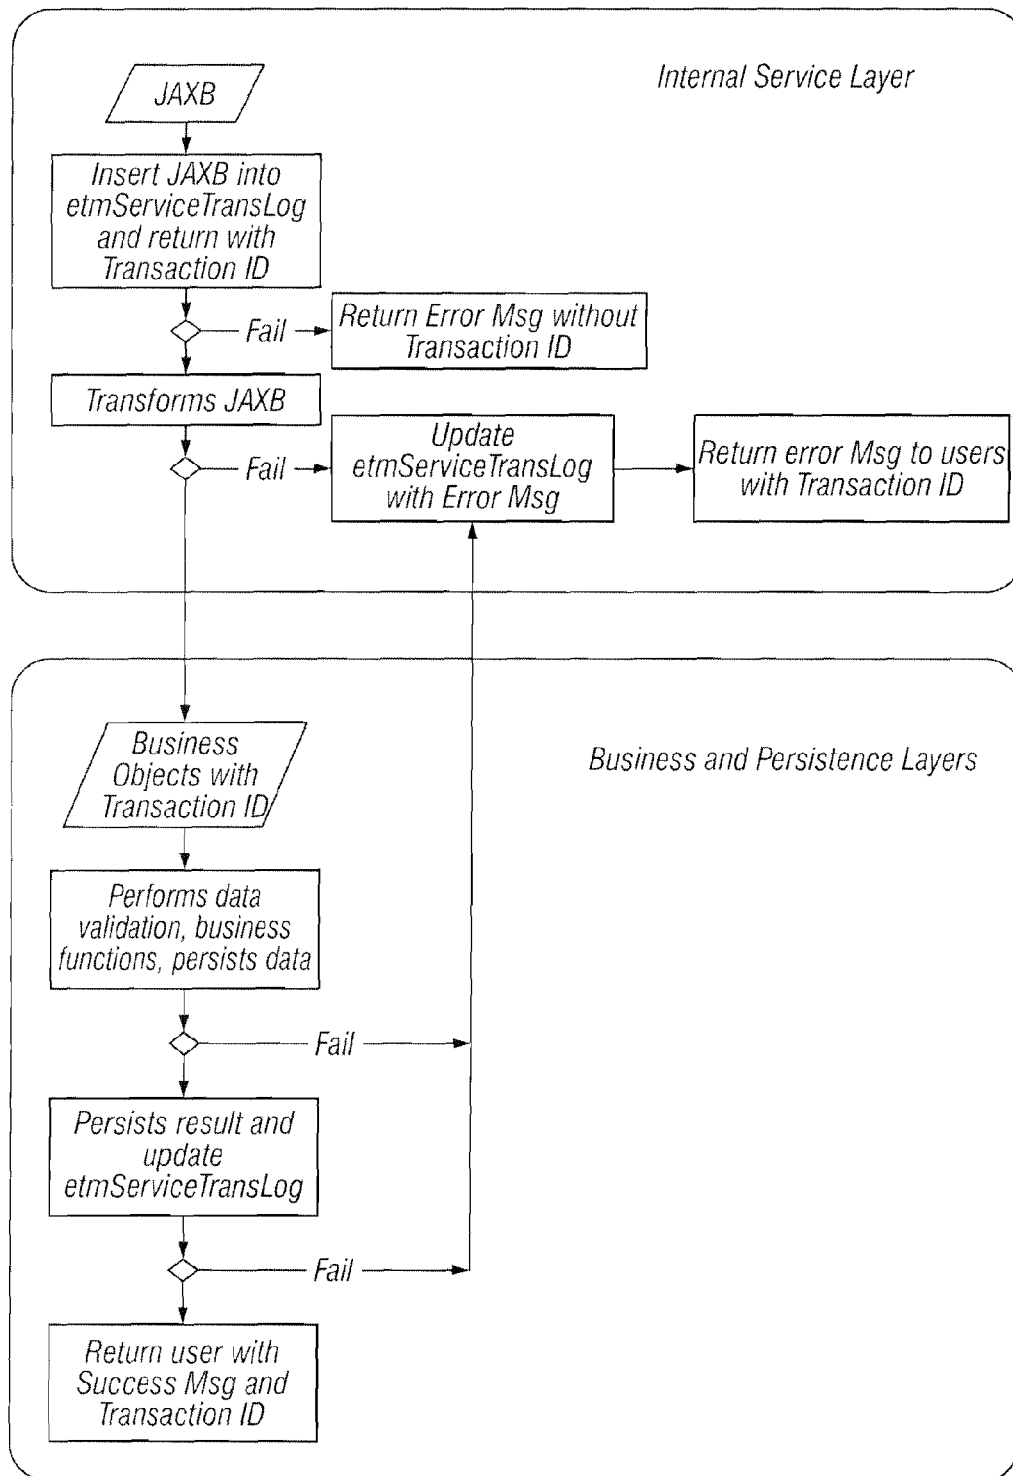 Internal Service Layer
JAXB
Insert JAXB into
etmServiceTransLog
and return with
Transaction ID
Fail
Return Error Msg without
Transaction ID
Transforms JAXB
Fail
Update
etmServiceTransLog
with Error Msg
Return error Msg to users
with Transaction ID
Business and Persistence Layers
Business
Objects with
Transaction ID
Performs data
validation, business
functions, persists data
Fail
Persists result and
update
etmServiceTransLog
Fail
Return user with
Success Msg and
Transaction ID